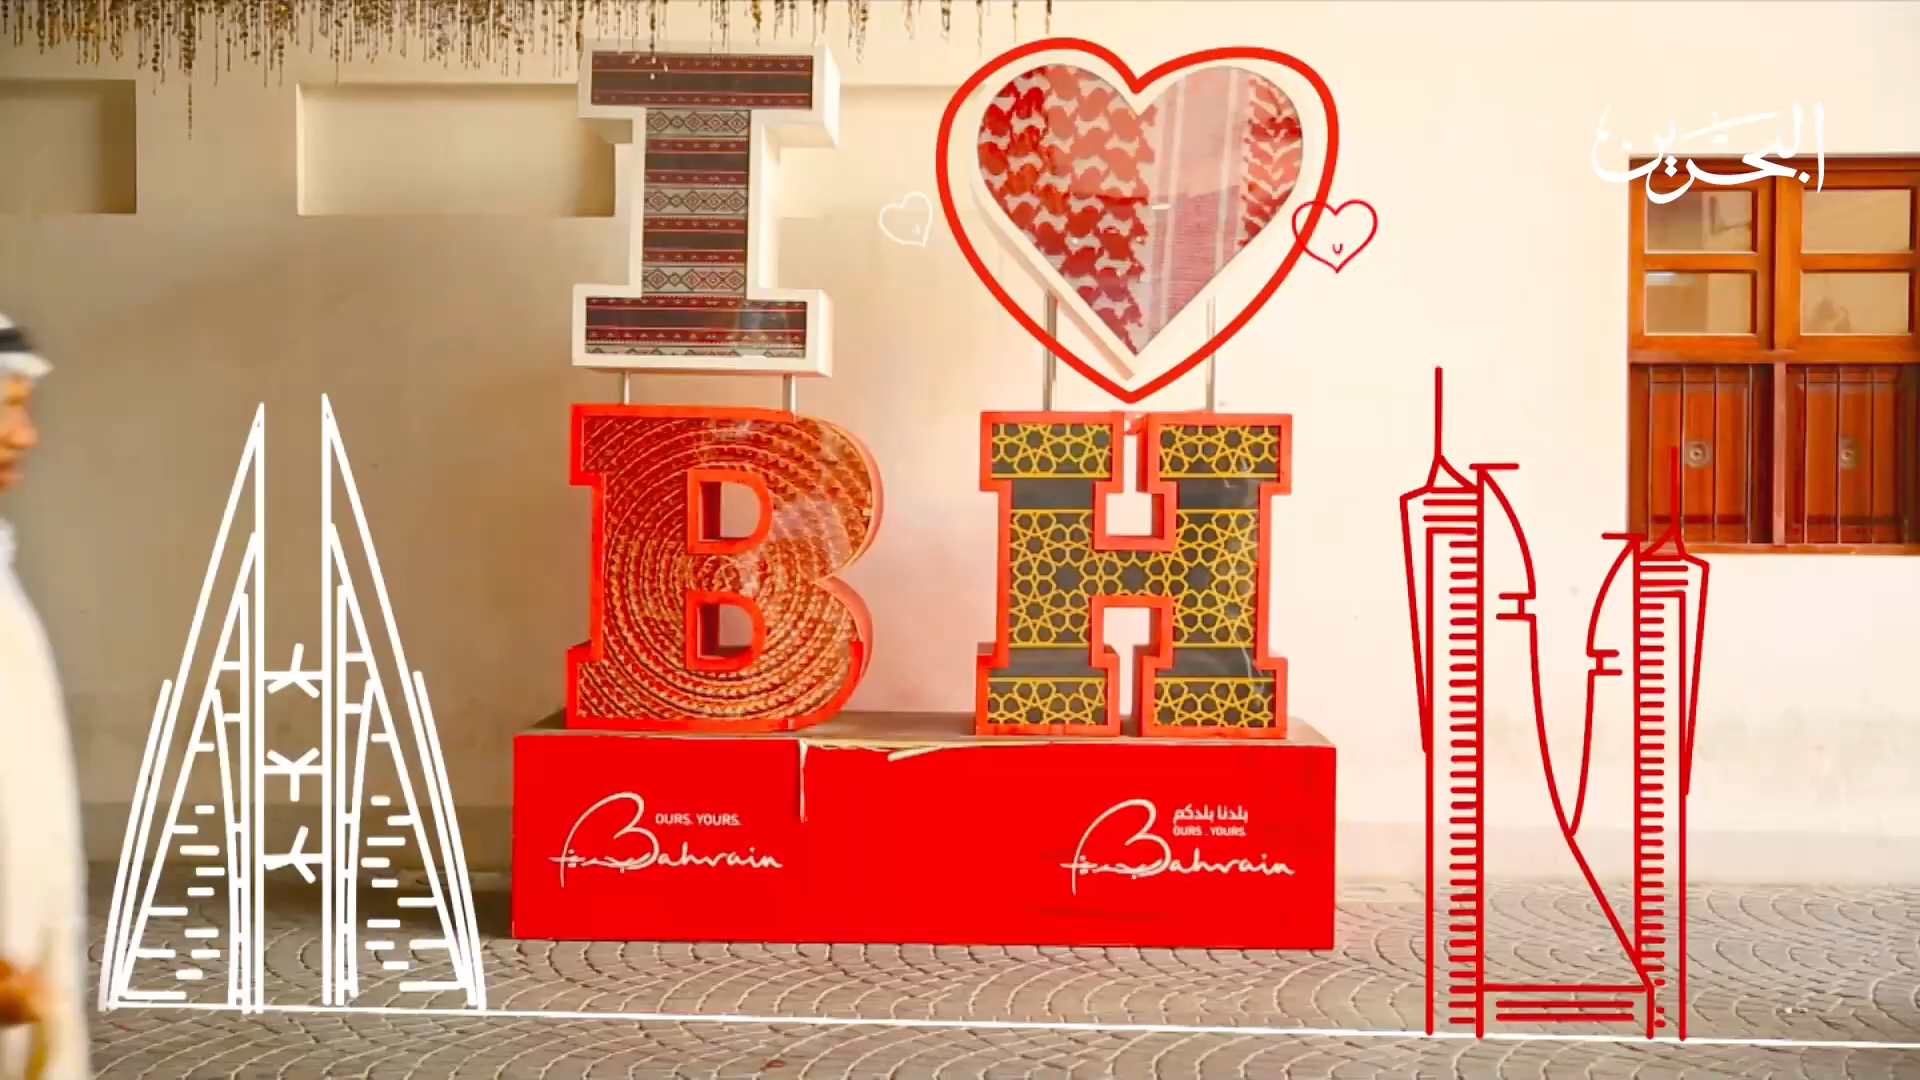 I ♥
البحرين
BH
OURS. YOURS.
Bahrain
بلدنا بلدكم
OURS . YOURS.
Bahrain